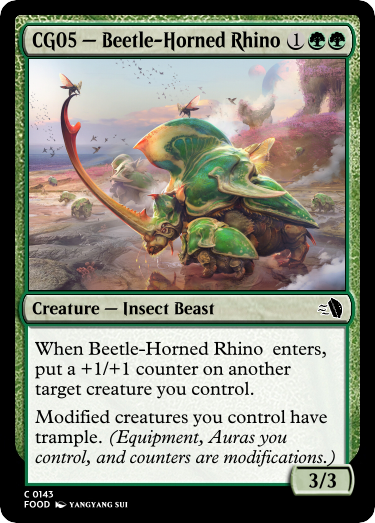 CG05 — Beetle-Horned Rhino 1
Creature — Insect Beast
When Beetle-Horned Rhino  enters,
put a +1/+1 counter on another
target creature you control.
Modified creatures you control have
trample. (Equipment, Auras you
control, and counters are modifications.)
3/3
C 0143
FOOD YANGYANG SUI